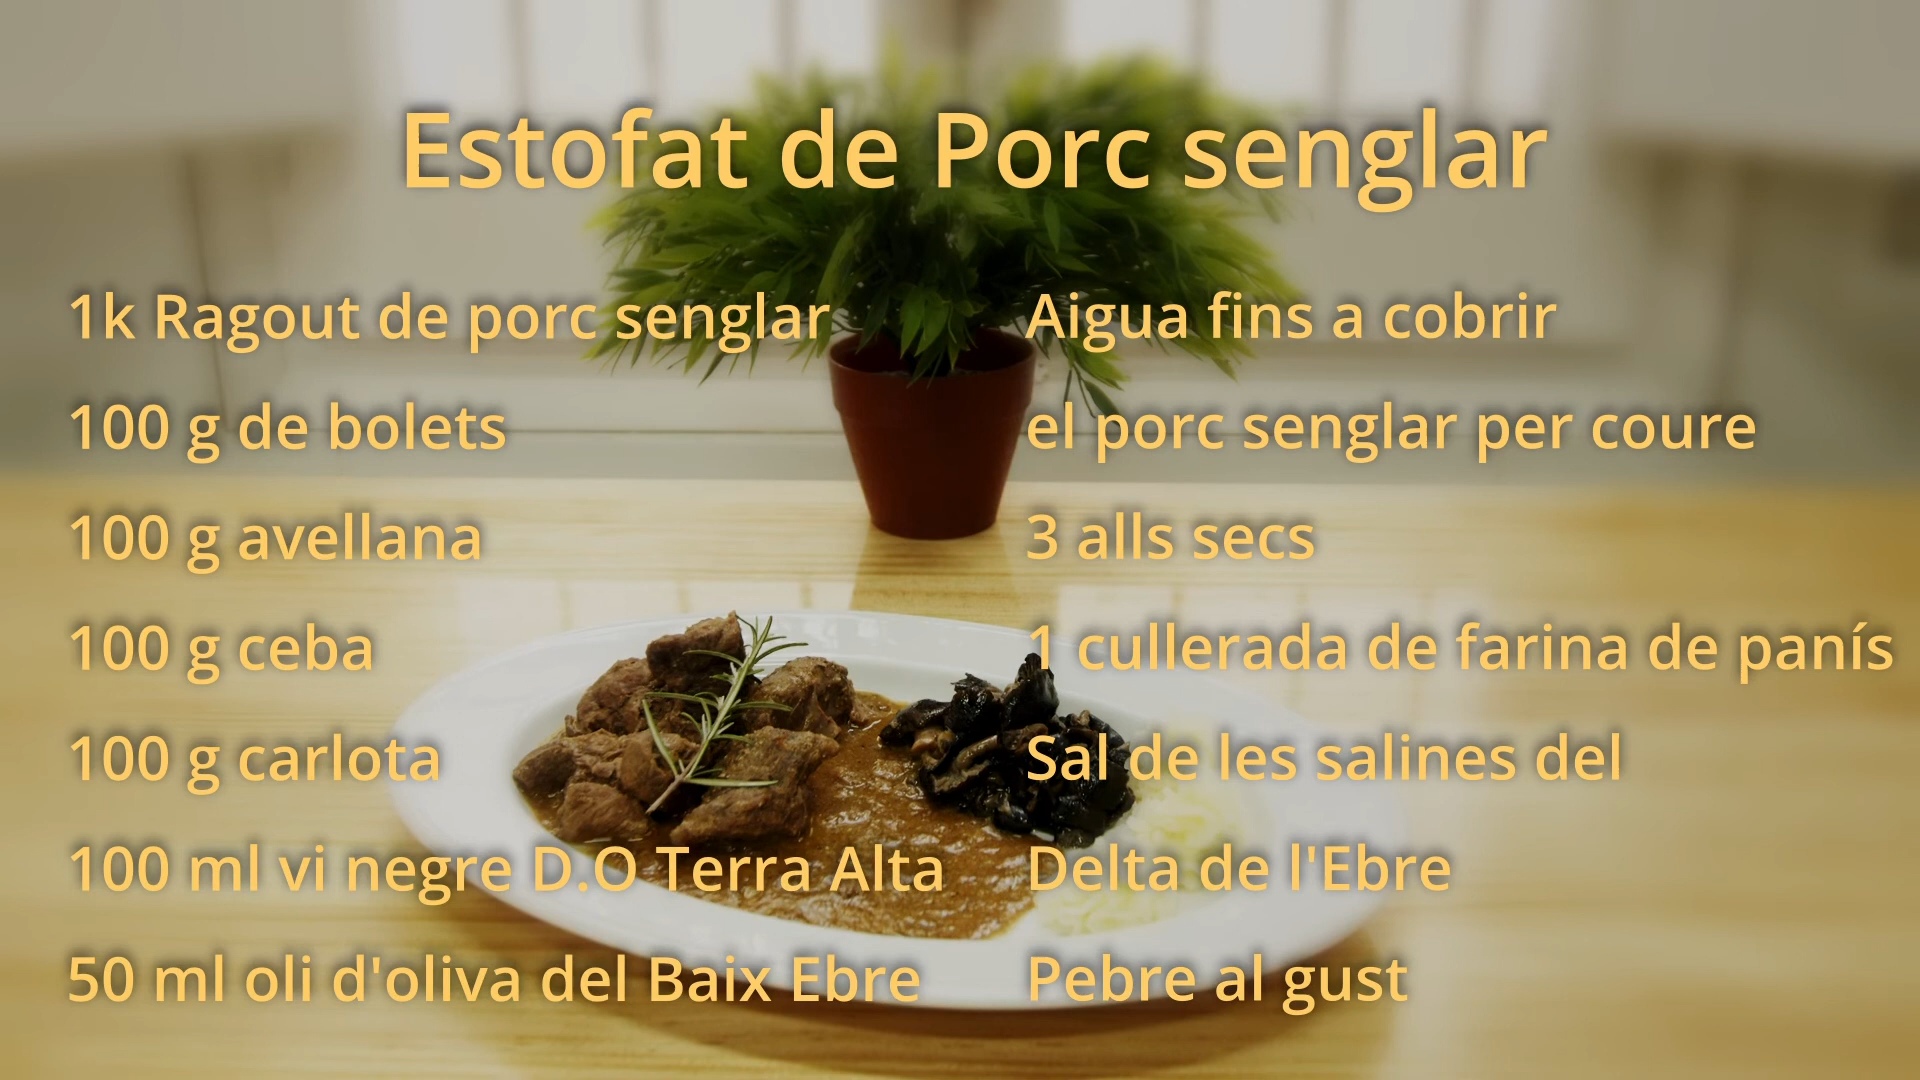 Estofat de Porc senglar
1k Ragout de porc senglar
100 g de bolets
100 g avellana
100 g ceba
100 g carlota
100 ml vi negre D.O Terra Alta
50 ml oli d'oliva del Baix Ebre
Aigua fins a cobrir
el porc senglar per coure
3 alls secs
1 cullerada de farina de panís
Sal de les salines del
Delta de l'Ebre
Pebre al gust